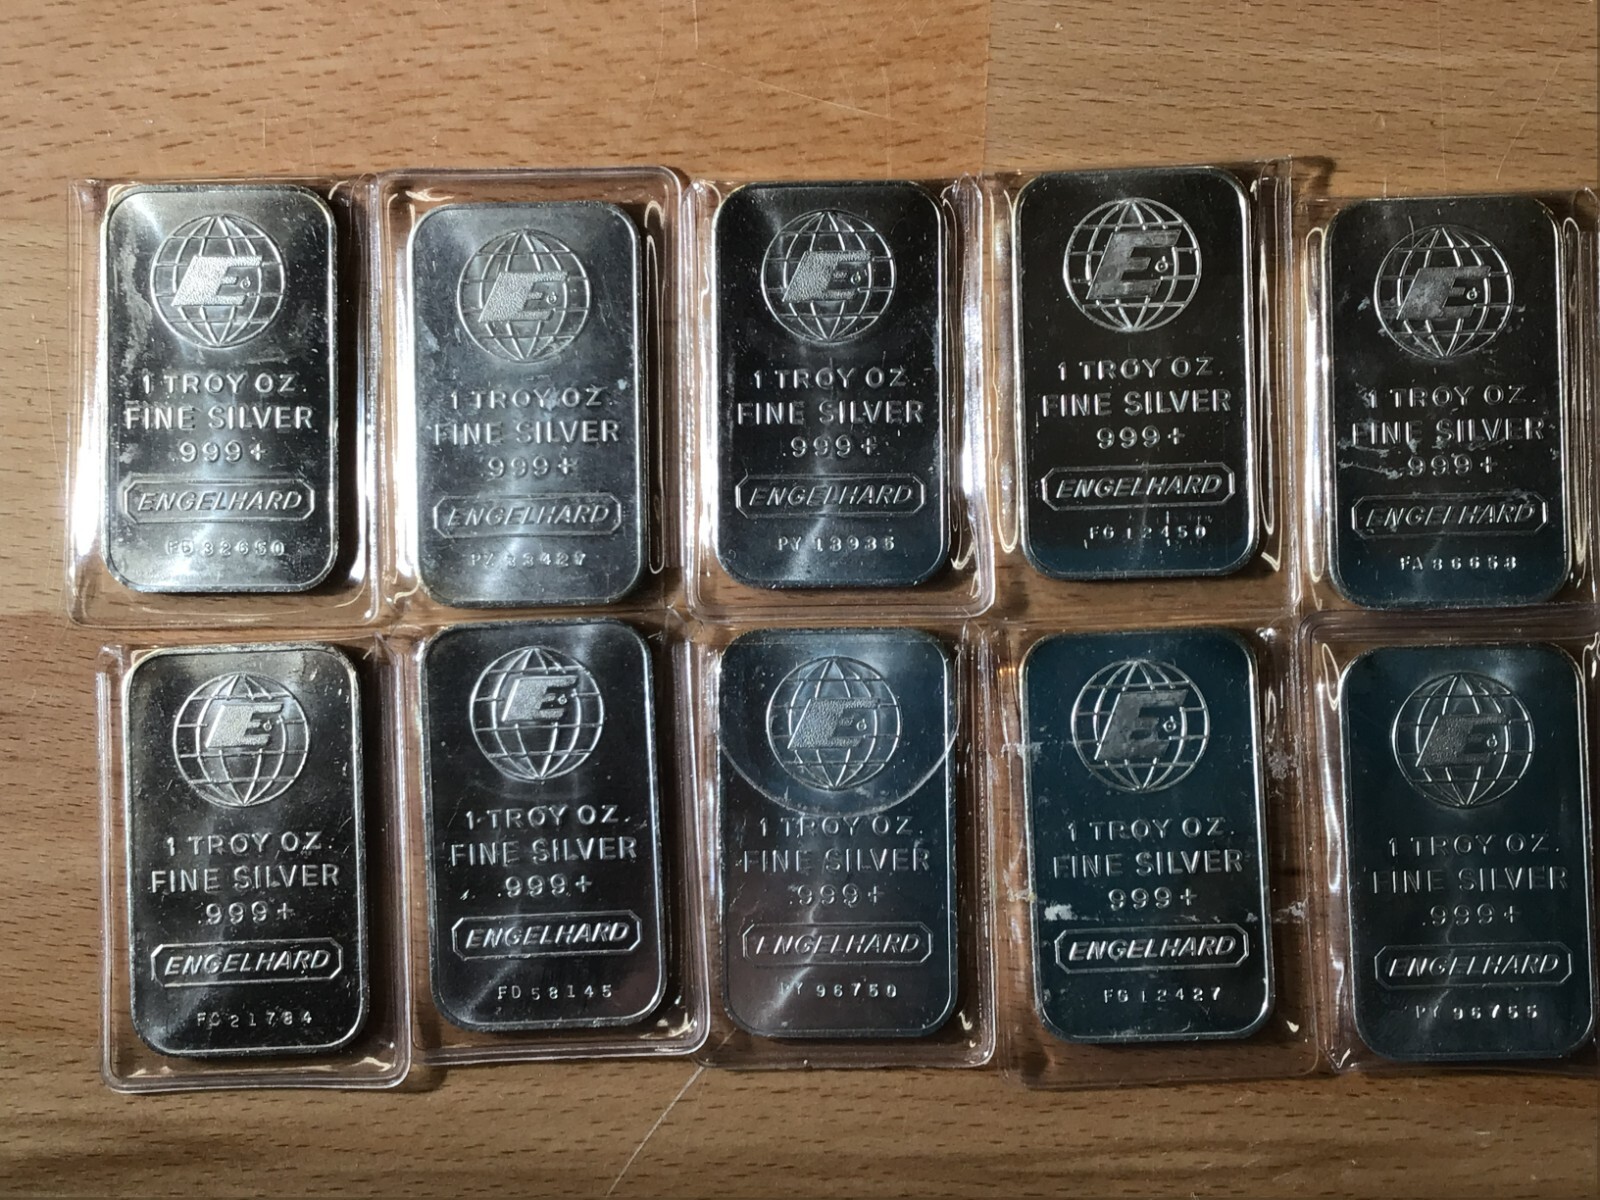 E
1 TROY OZ.
FINE SILVER
999+
ENGELHARD
32650
E
1 TROY OZ.
FINE SILVER
999+
ENGELHARD
E
1 TROY OZ.
FINE SILVER
.999+
ENGELHARD
PY 13935
E
1 TROY OZ.
FINE SILVER
999+
ENGELHARD
FG 12450
E
1 TROY OZ.
FINE SILVER
.999+
ENGELHARD
E
1 TROY OZ.
FINE SILVER
.999+
ENGELHARD
FC 21784
E
1 TROY OZ.
FINE SILVER
.999+
ENGELHARD
FD 58145
E
1 TROY OZ.
FINE SILVER
.999+
ENGELHARD
PY 96750
E
1 TROY OZ.
FINE SILVER
.999+
ENGELHARD
FG 12427
E
1 TROY OZ.
FINE SILVER
.999+
ENGELHARD
PY 96755